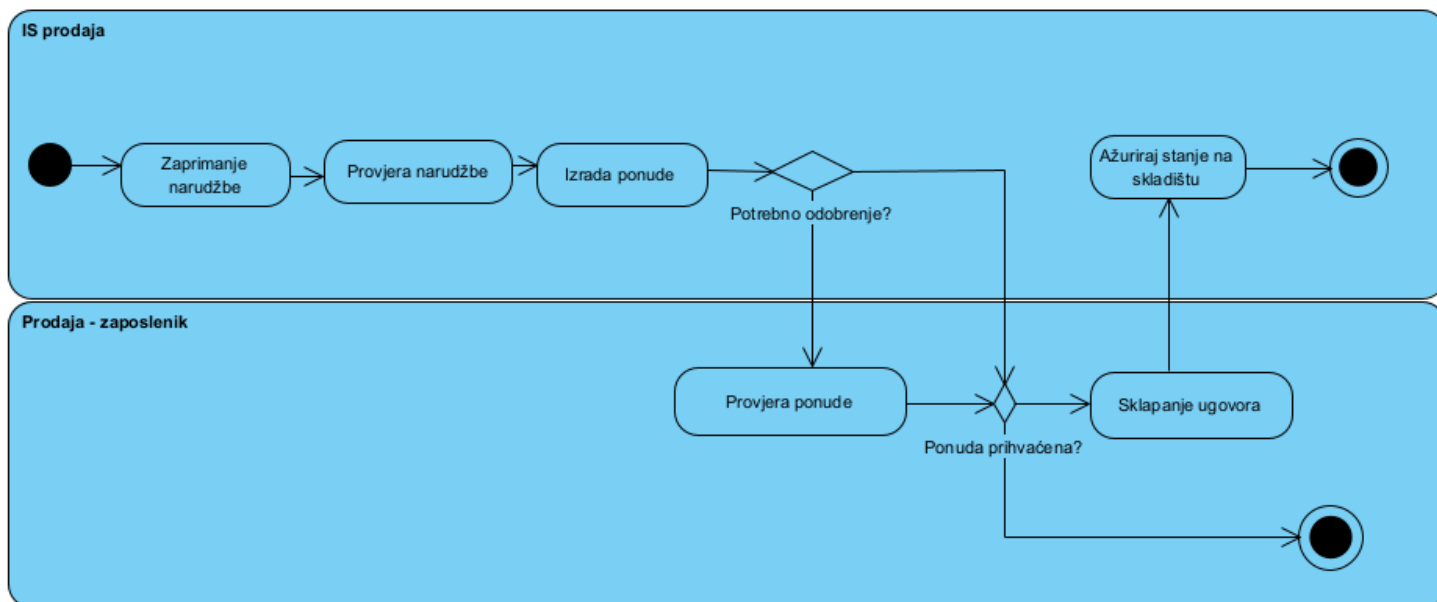 IS prodaja
Zaprimanje
narudžbe
Provjera narudžbe
Izrada ponude
Potrebno odobrenje?
Ažuriraj stanje na
skladištu
Prodaja - zaposlenik
Provjera ponude
Ponuda prihvaćena?
Sklapanje ugovora